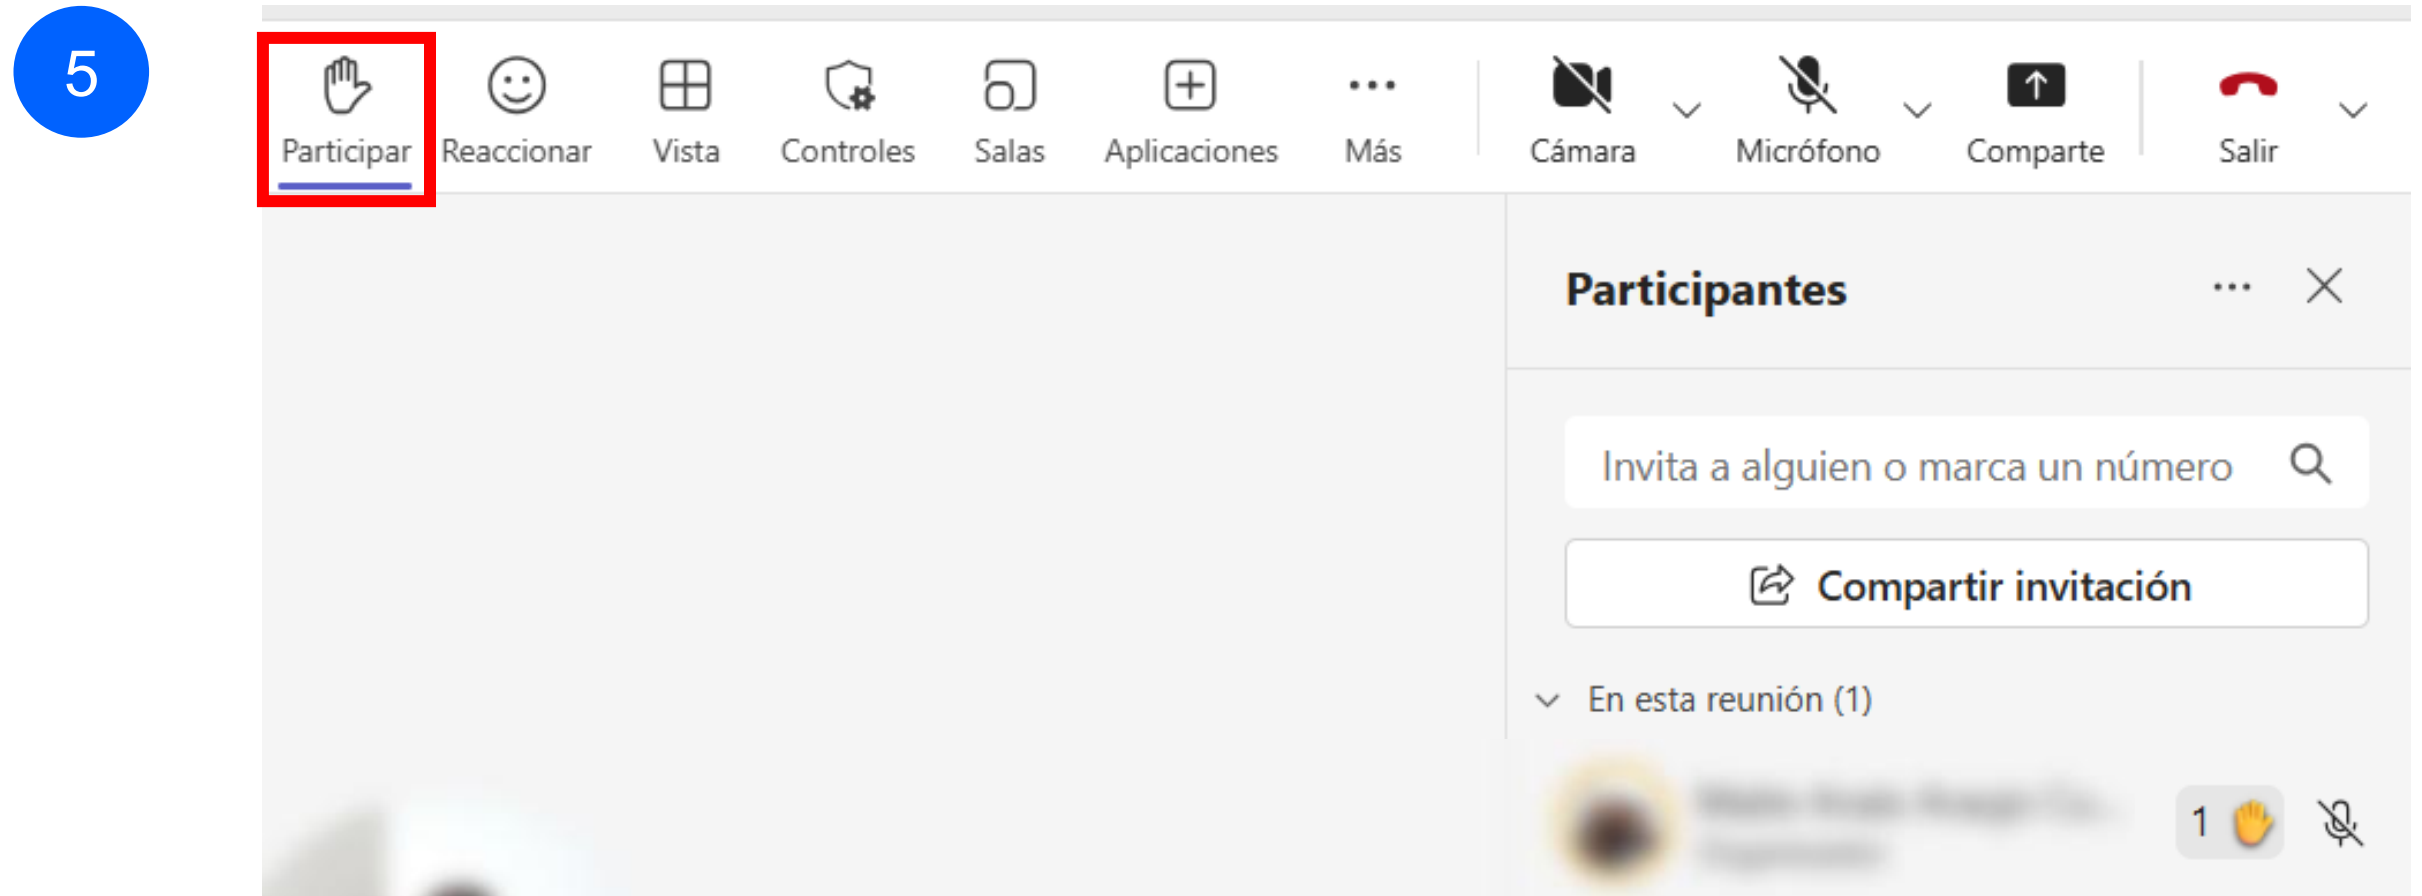 5
Participar Reaccionar Vista Controles Salas Aplicaciones Más Cámara Micrófono Comparte Salir
Participantes
Invita a alguien o marca un número
Compartir invitación
En esta reunión (1)
1